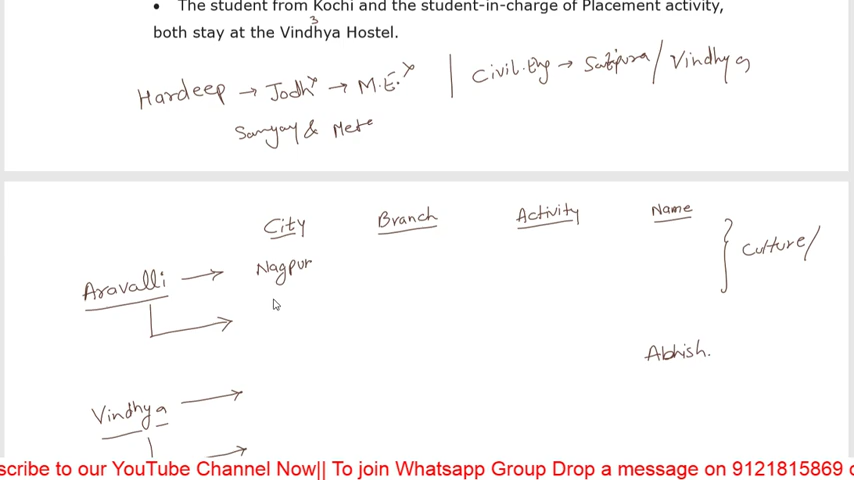 • The student from Kochi and the student-in-charge of Placement activity,
both stay at the Vindhya Hostel.
3
Hardeep → Jodh x → M.E. x | Civil. Eng → Satpura / Vindhya
Sanjay & Mete
City Branch Activity Name
Aravalli → Nagpur } Culture/
Abhish.
Vindhya →
scribe to our YouTube Channel Now|| To join Whatsapp Group Drop a message on 9121815869 o